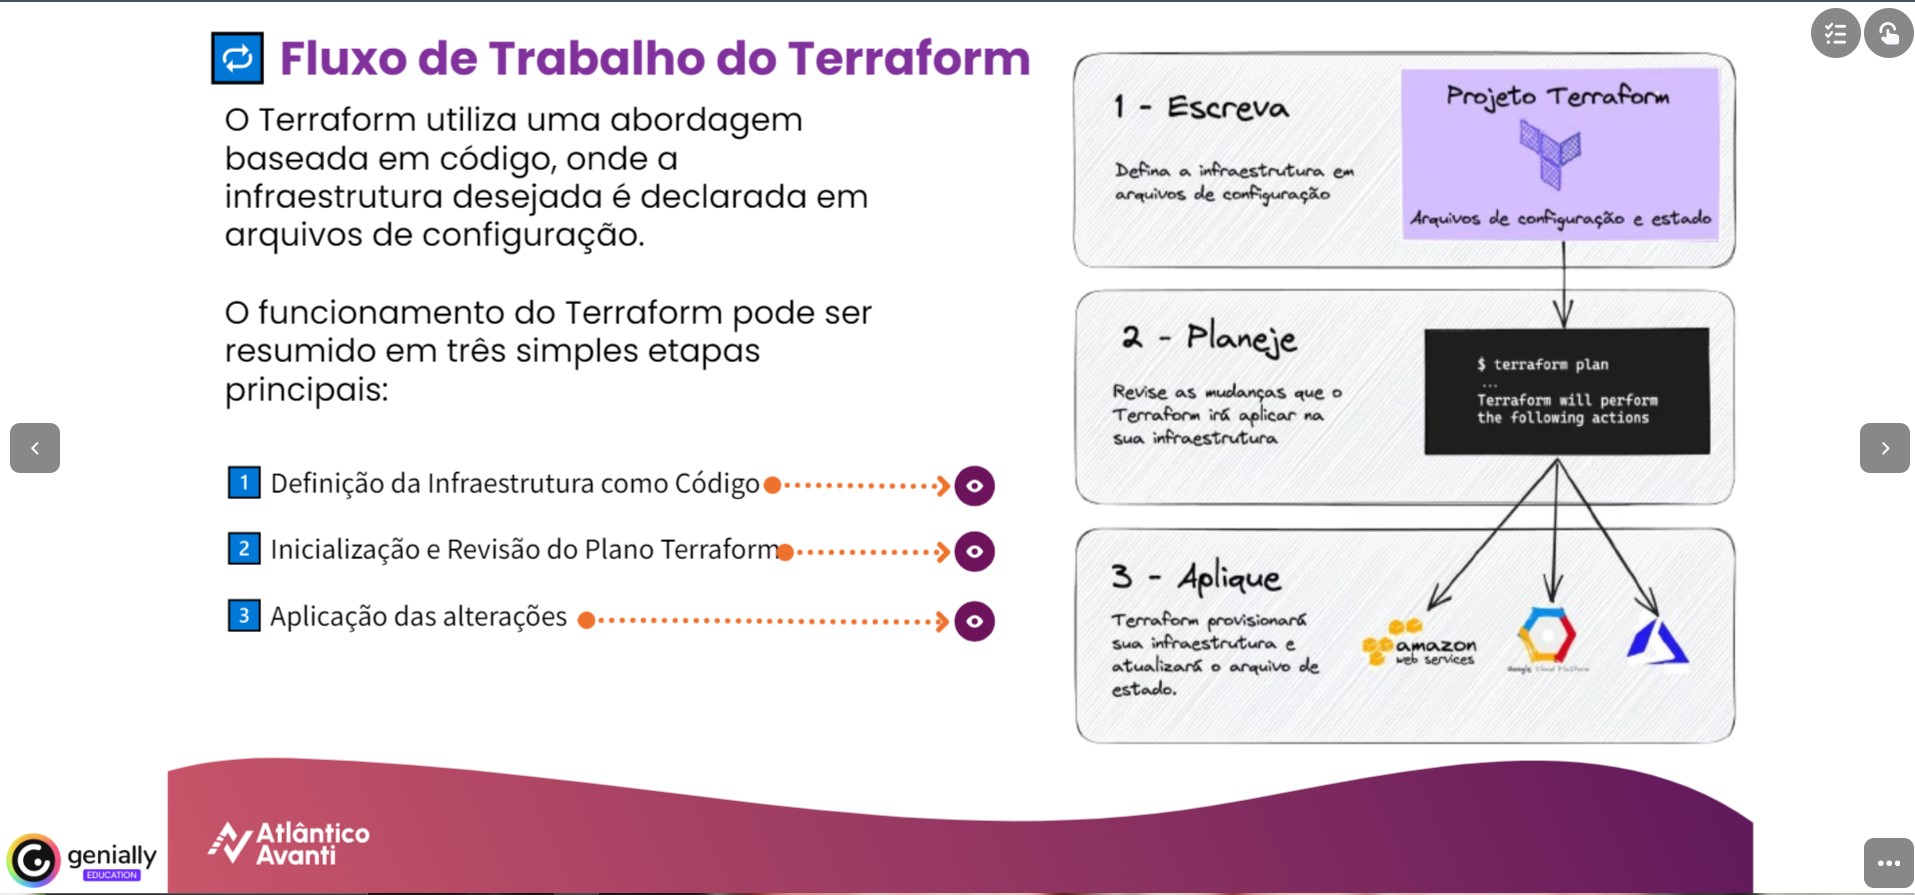 Fluxo de Trabalho do Terraform
O Terraform utiliza uma abordagem
baseada em código, onde a
infraestrutura desejada é declarada em
arquivos de configuração.
O funcionamento do Terraform pode ser
resumido em três simples etapas
principais:
1 Definição da Infraestrutura como Código
2 Inicialização e Revisão do Plano Terraform
3 Aplicação das alterações
1 - Escreva
Defina a infraestrutura em
arquivos de configuração
Projeto Terraform
Arquivos de configuração e estado
2 - Planeje
Revise as mudanças que o
Terraform irá aplicar na
sua infraestrutura
$ terraform plan
...
Terraform will perform
the following actions
3 - Aplique
Terraform provisionará
sua infraestrutura e
atualizará o arquivo de
estado.
amazon
web services
Google Cloud Platform
Atlântico
Avanti
genially
EDUCATION